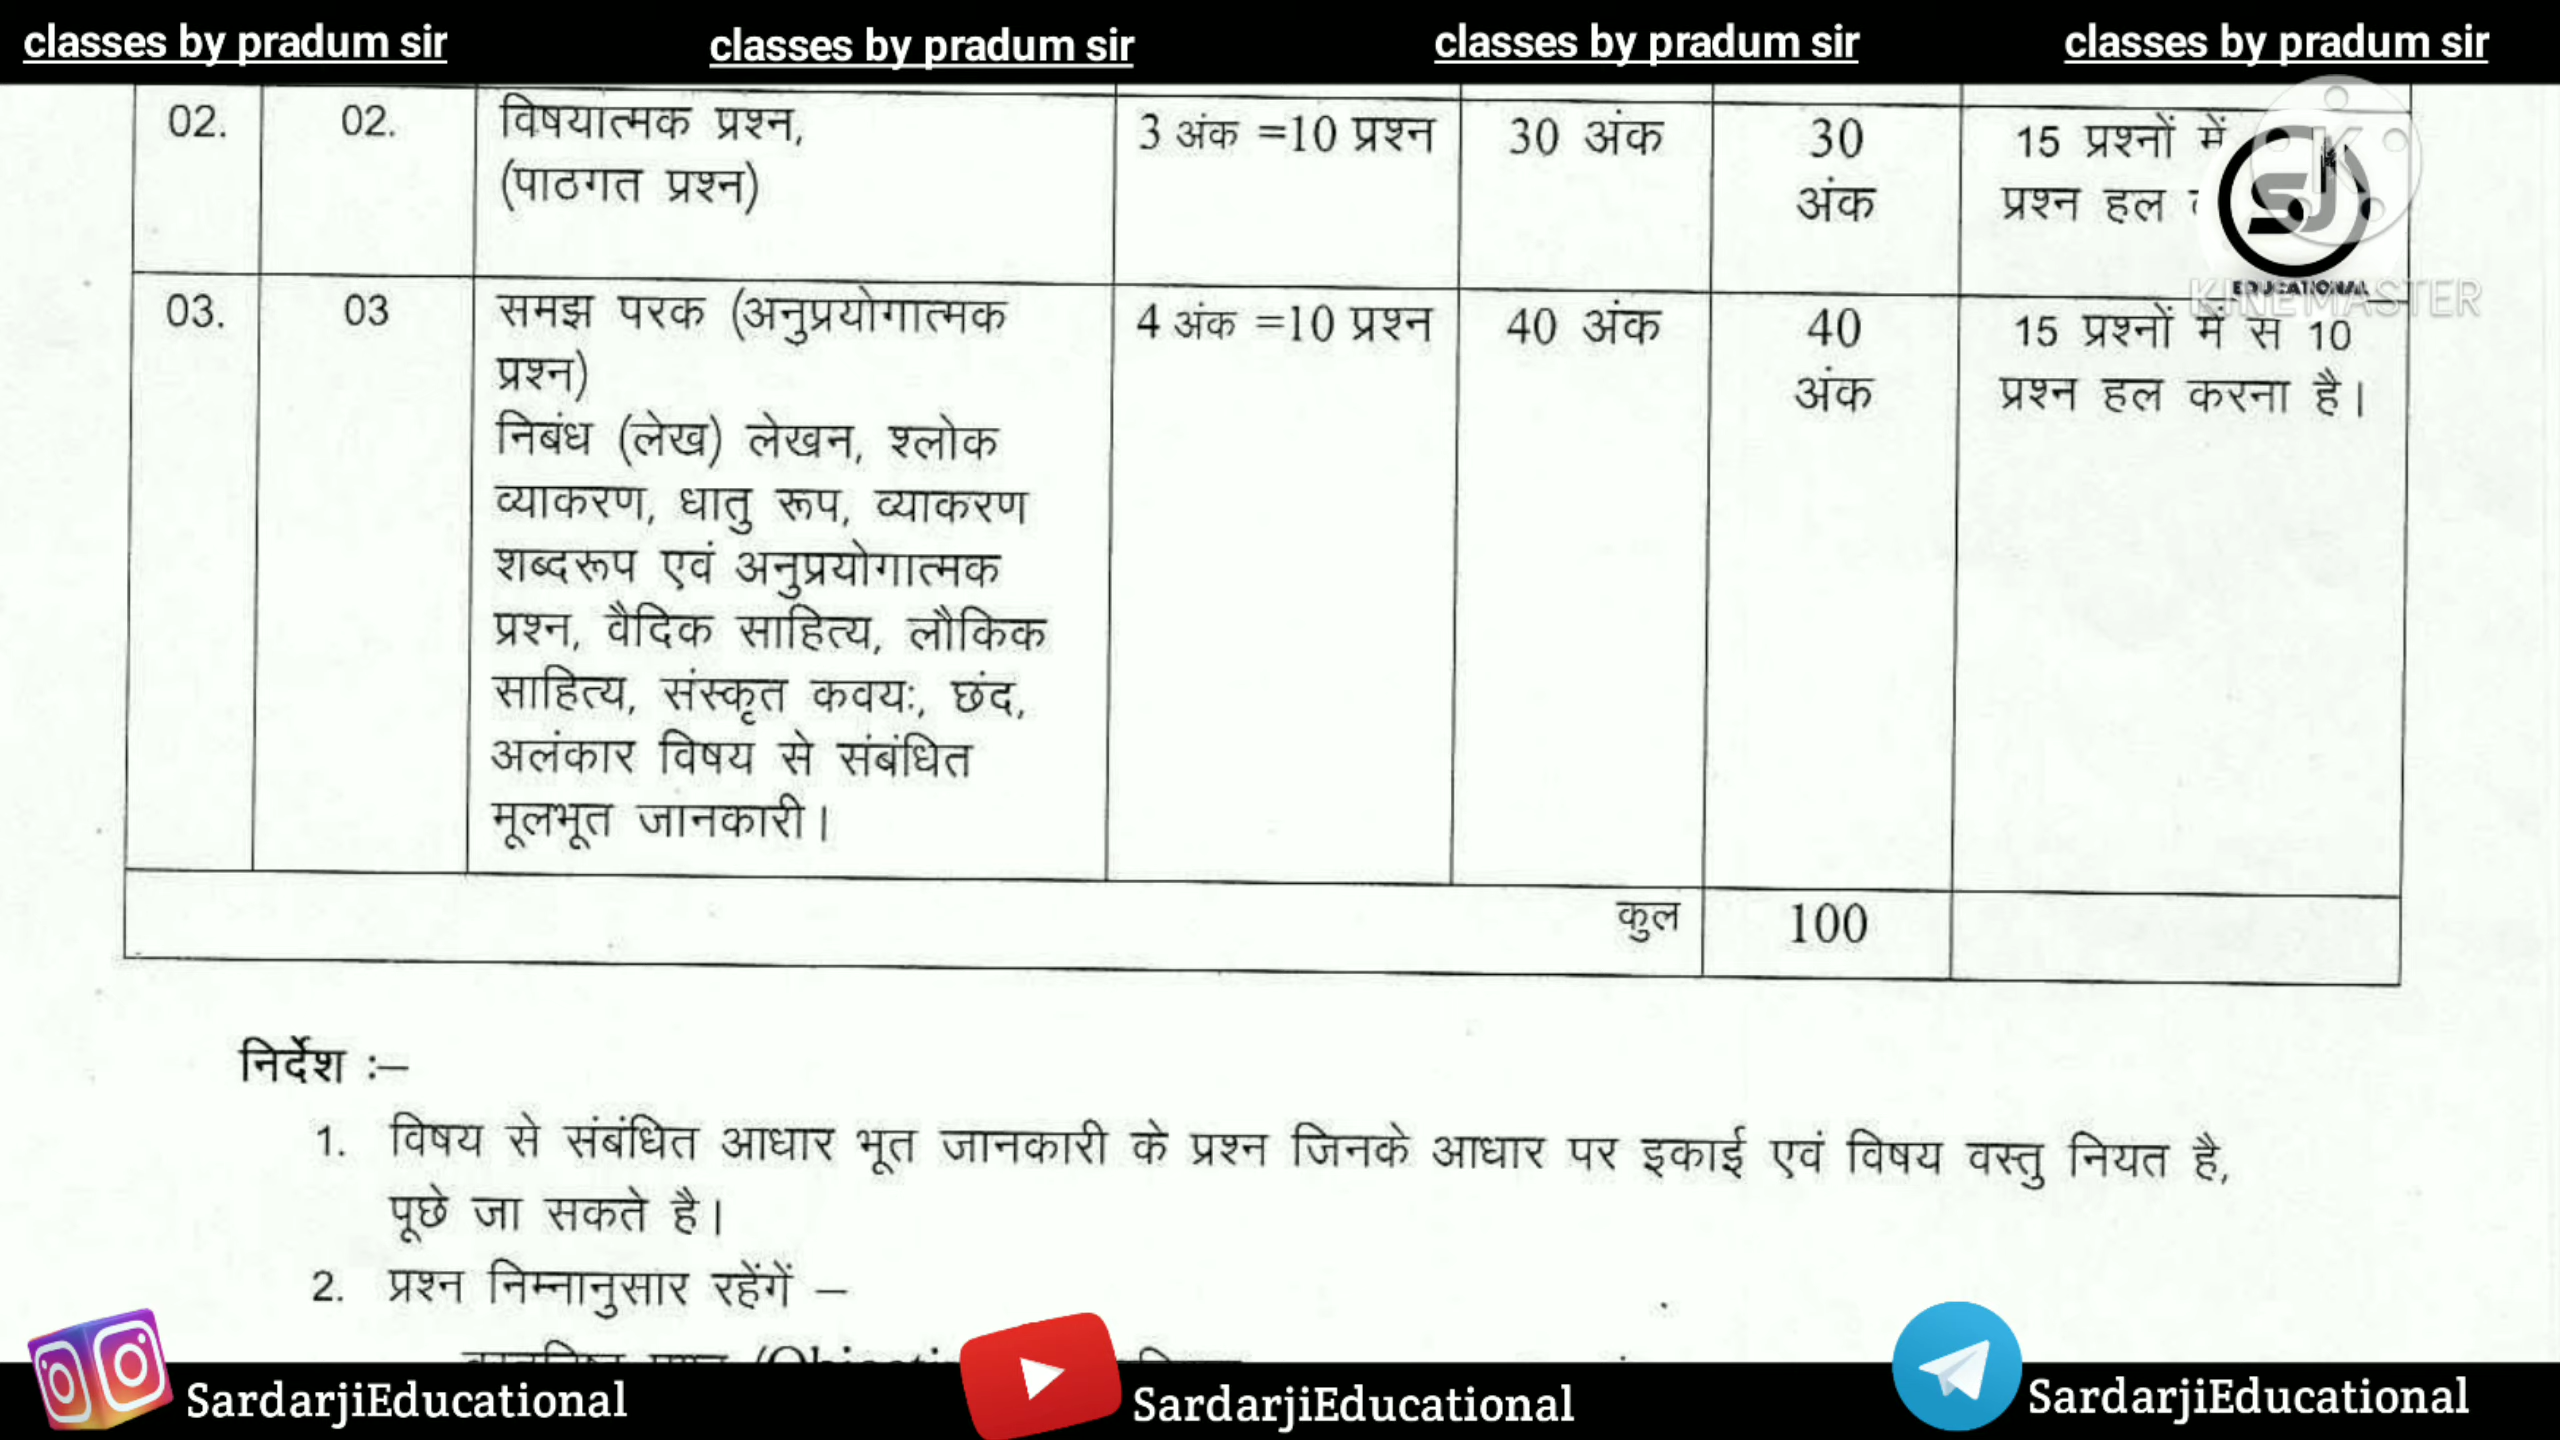 classes by pradum sir classes by pradum sir classes by pradum sir classes by pradum sir
02. 02. विषयात्मक प्रश्न, 3 अंक =10 प्रश्न 30 अंक 30 15 प्रश्नों में
(पाठगत प्रश्न) अंक प्रश्न हल
EDUCATIONAL
KINEMASTER
03. 03 समझ परक (अनुप्रयोगात्मक 4 अंक =10 प्रश्न 40 अंक 40 15 प्रश्नों में स 10
प्रश्न) अंक प्रश्न हल करना है।
निबंध (लेख) लेखन, श्लोक
व्याकरण, धातु रूप, व्याकरण
शब्दरूप एवं अनुप्रयोगात्मक
प्रश्न, वैदिक साहित्य, लौकिक
साहित्य, संस्कृत कवयः, छंद,
अलंकार विषय से संबंधित
मूलभूत जानकारी।
कुल 100
निर्देश :–
1. विषय से संबंधित आधार भूत जानकारी के प्रश्न जिनके आधार पर इकाई एवं विषय वस्तु नियत है,
पूछे जा सकते है।
2. प्रश्न निम्नानुसार रहेंगें –
SardarjiEducational SardarjiEducational SardarjiEducational